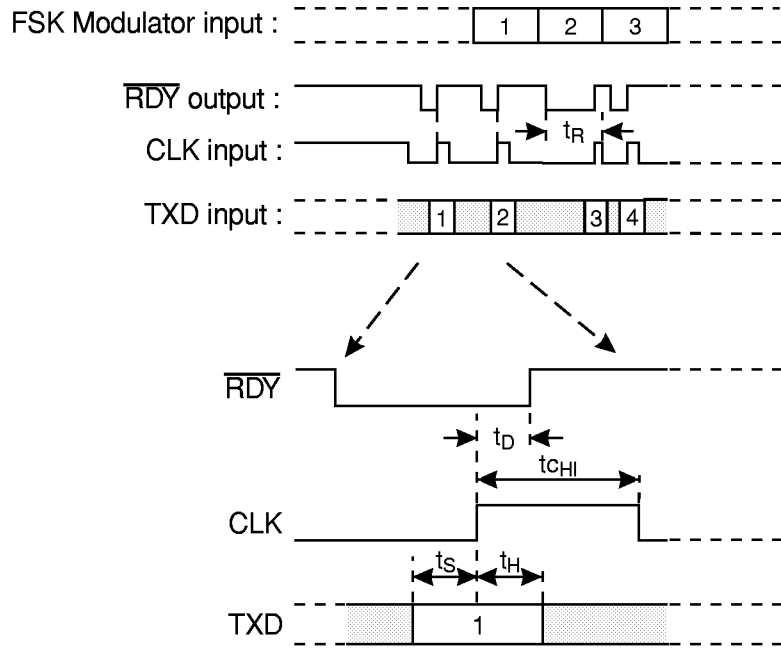 FSK Modulator input : 1 2 3
RDY output :
tR
CLK input :
TXD input : 1 2 3 4
RDY
tD
tcHI
CLK
tS tH
TXD 1